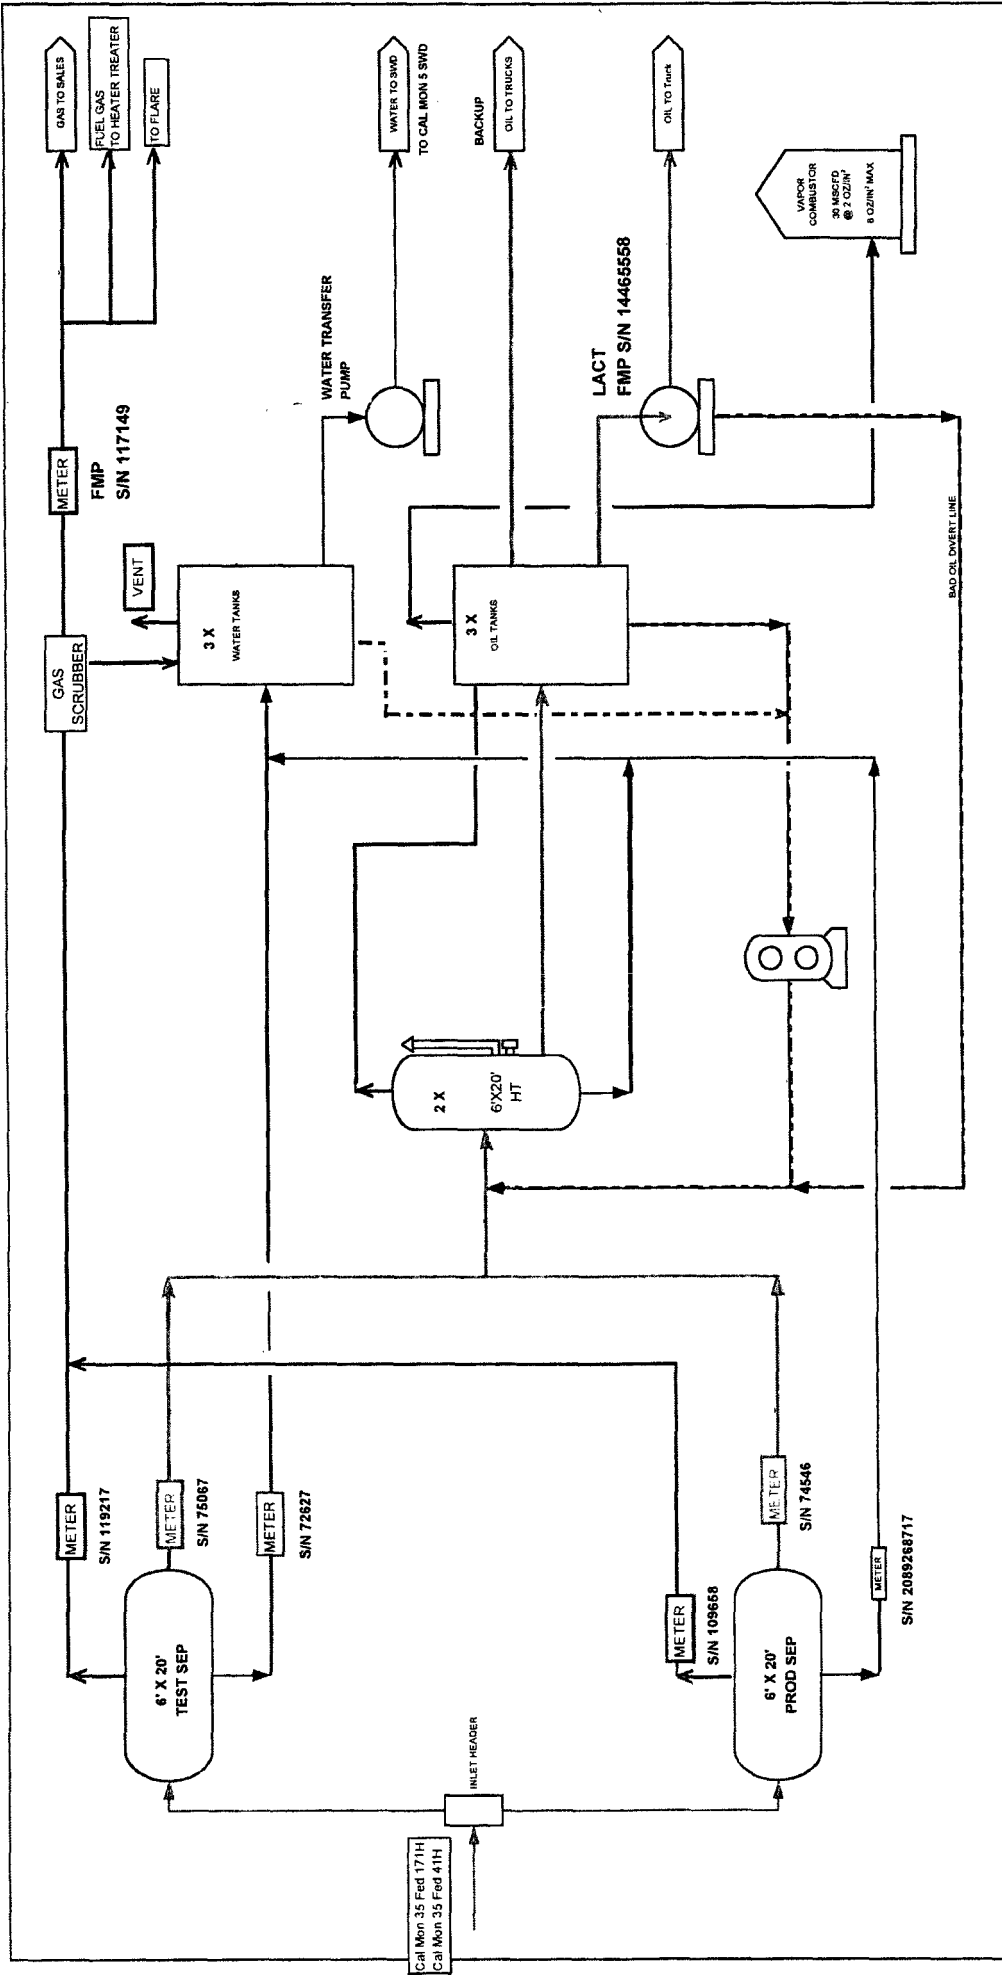 GAS TO SALES
FUEL GAS
TO HEATER TREATER
TO FLARE
WATER TO SWD
TO CAL MON 5 SWD
BACKUP
OIL TO TRUCKS
OIL TO Truck
VAPOR
COMBUSTOR
30 MSCFD
@ 2 OZ/IN²
6 OZ/IN² MAX
METER
FMP
S/N 117149
WATER TRANSFER
PUMP
LACT
FMP S/N 14465558
VENT
GAS
SCRUBBER
3 X
WATER TANKS
3 X
OIL TANKS
BAD OIL DIVERT LINE
2 X
6'X20'
HT
METER
S/N 119217
METER
S/N 75067
METER
S/N 72627
METER
S/N 109658
METER
S/N 74546
METER
S/N 2089268717
6' X 20'
TEST SEP
6' X 20'
PROD SEP
INLET HEADER
Cal Mon 35 Fed 171H
Cal Mon 35 Fed 41H